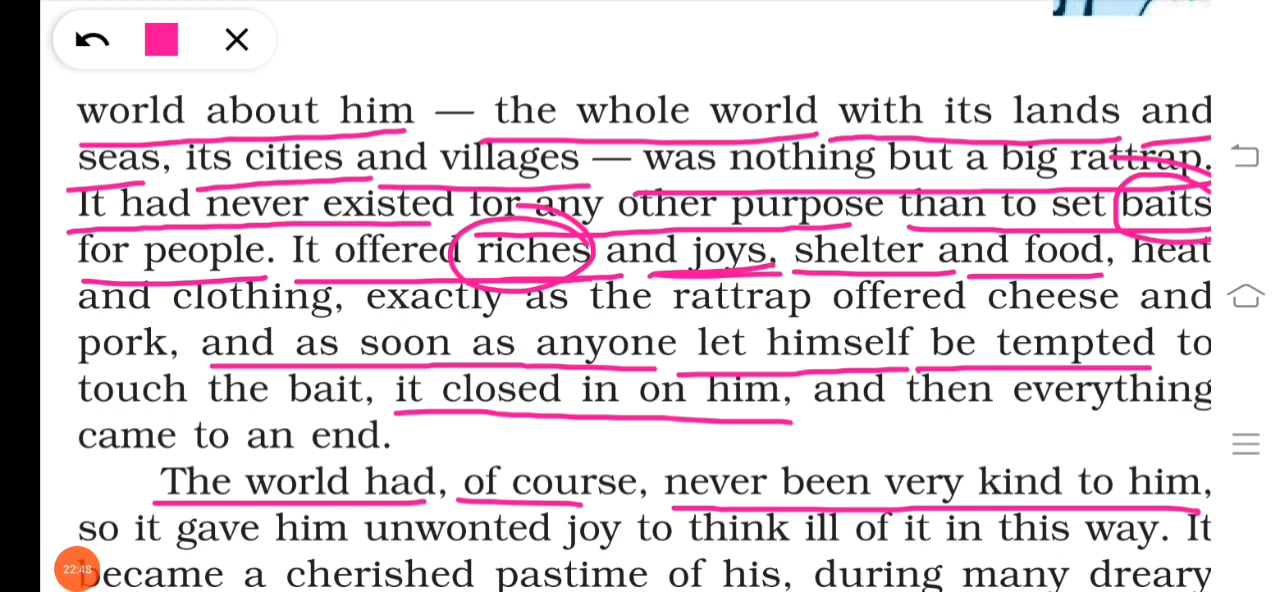 world about him — the whole world with its lands and
seas, its cities and villages — was nothing but a big rattrap.
It had never existed for any other purpose than to set baits
for people. It offered riches and joys, shelter and food, heat
and clothing, exactly as the rattrap offered cheese and
pork, and as soon as anyone let himself be tempted to
touch the bait, it closed in on him, and then everything
came to an end.
The world had, of course, never been very kind to him,
so it gave him unwonted joy to think ill of it in this way. It
became a cherished pastime of his, during many dreary
22:48